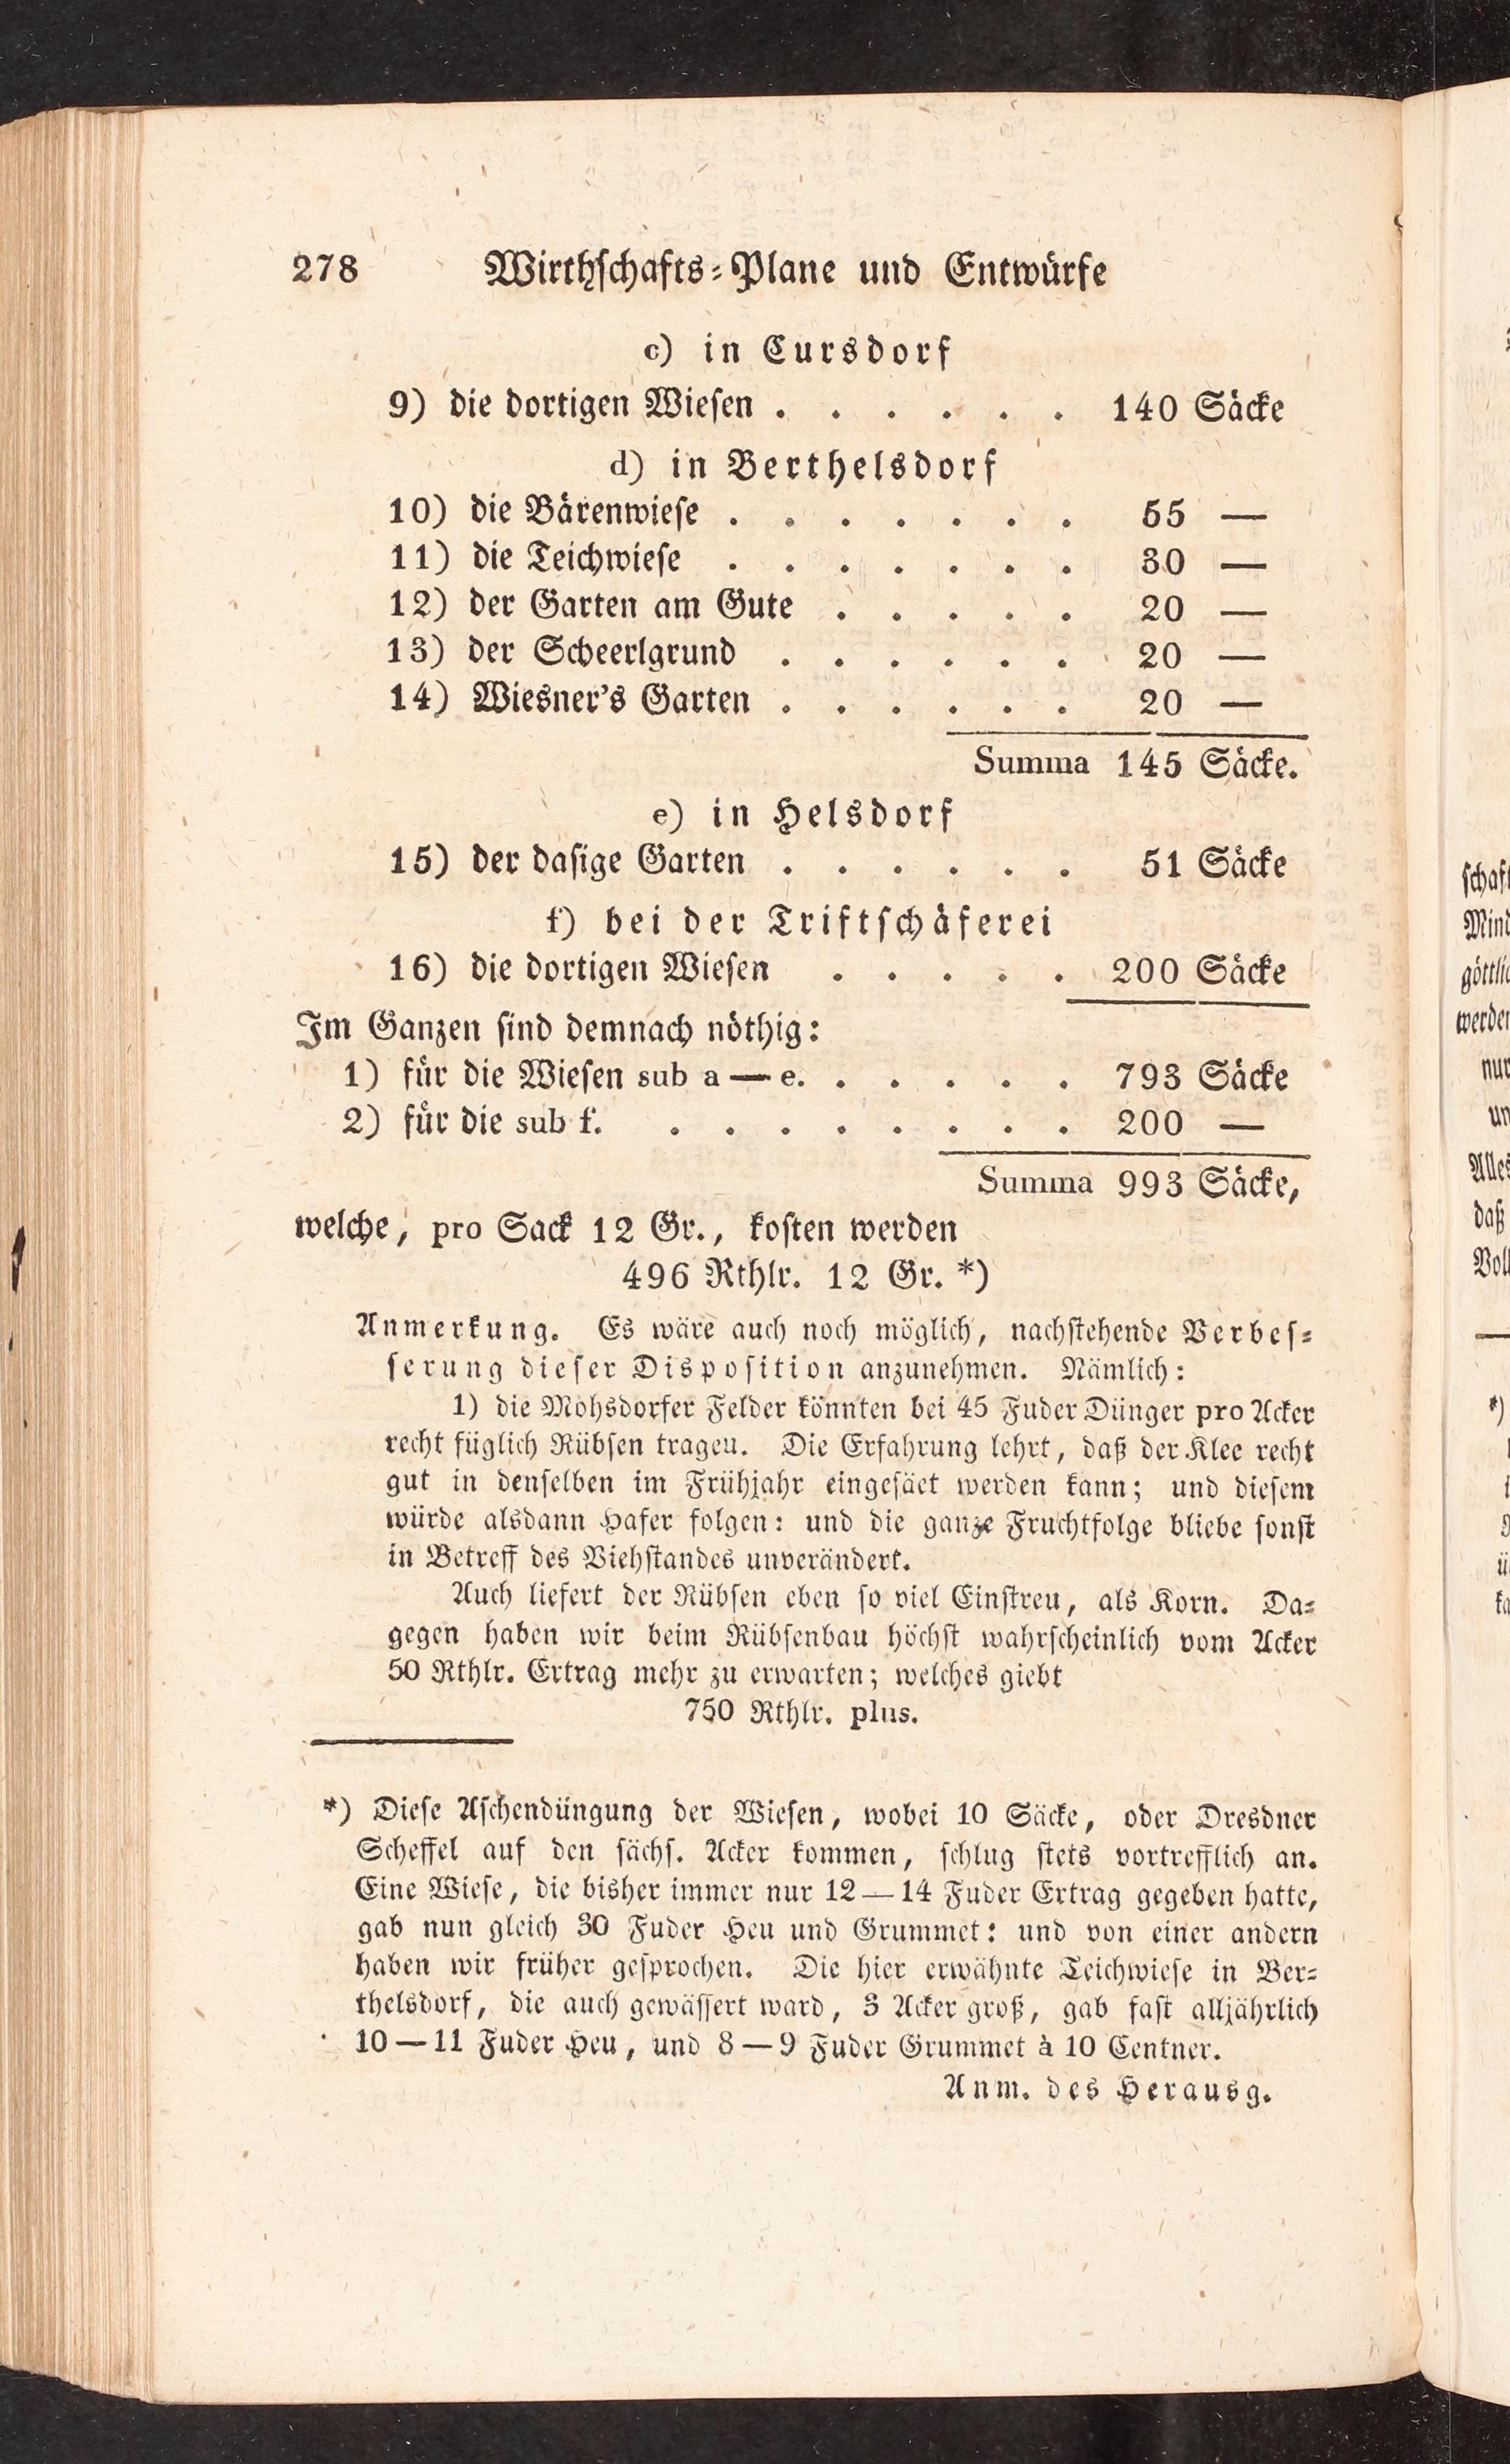 278 Wirthschafts-Plane und Entwürfe
c) in Cursdorf
9) die dortigen Wiesen . . . . . . 140 Säcke
d) in Berthelsdorf
10) die Bärenwiese . . . . . . . 55 —
11) die Teichwiese . . . . . . . 30 —
12) der Garten am Gute . . . . . 20 —
13) der Scheerlgrund . . . . . . 20 —
14) Wiesner's Garten . . . . . . 20 —
Summa 145 Säcke.
e) in Helsdorf
15) der dasige Garten . . . . . . 51 Säcke
f) bei der Triftschäferei
16) die dortigen Wiesen . . . . . 200 Säcke
Im Ganzen sind demnach nöthig:
1) für die Wiesen sub a — e. . . . . . 793 Säcke
2) für die sub f. . . . . . . . . 200 —
Summa 993 Säcke,
welche, pro Sack 12 Gr., kosten werden
496 Rthlr. 12 Gr. *)
Anmerkung. Es wäre auch noch möglich, nachstehende Verbes-
serung dieser Disposition anzunehmen. Nämlich:
1) die Mohsdorfer Felder könnten bei 45 Fuder Dünger pro Acker
recht füglich Rübsen tragen. Die Erfahrung lehrt, daß der Klee recht
gut in denselben im Frühjahr eingesäet werden kann; und diesem
würde alsdann Hafer folgen: und die ganze Fruchtfolge bliebe sonst
in Betreff des Viehstandes unverändert.
Auch liefert der Rübsen eben so viel Einstreu, als Korn. Da-
gegen haben wir beim Rübsenbau höchst wahrscheinlich vom Acker
50 Rthlr. Ertrag mehr zu erwarten; welches giebt
750 Rthlr. plus.
*) Diese Aschendüngung der Wiesen, wobei 10 Säcke, oder Dresdner
Scheffel auf den sächs. Acker kommen, schlug stets vortrefflich an.
Eine Wiese, die bisher immer nur 12 — 14 Fuder Ertrag gegeben hatte,
gab nun gleich 30 Fuder Heu und Grummet: und von einer andern
haben wir früher gesprochen. Die hier erwähnte Teichwiese in Ber-
thelsdorf, die auch gewässert ward, 3 Acker groß, gab fast alljährlich
10 — 11 Fuder Heu, und 8 — 9 Fuder Grummet à 10 Centner.
Anm. des Herausg.